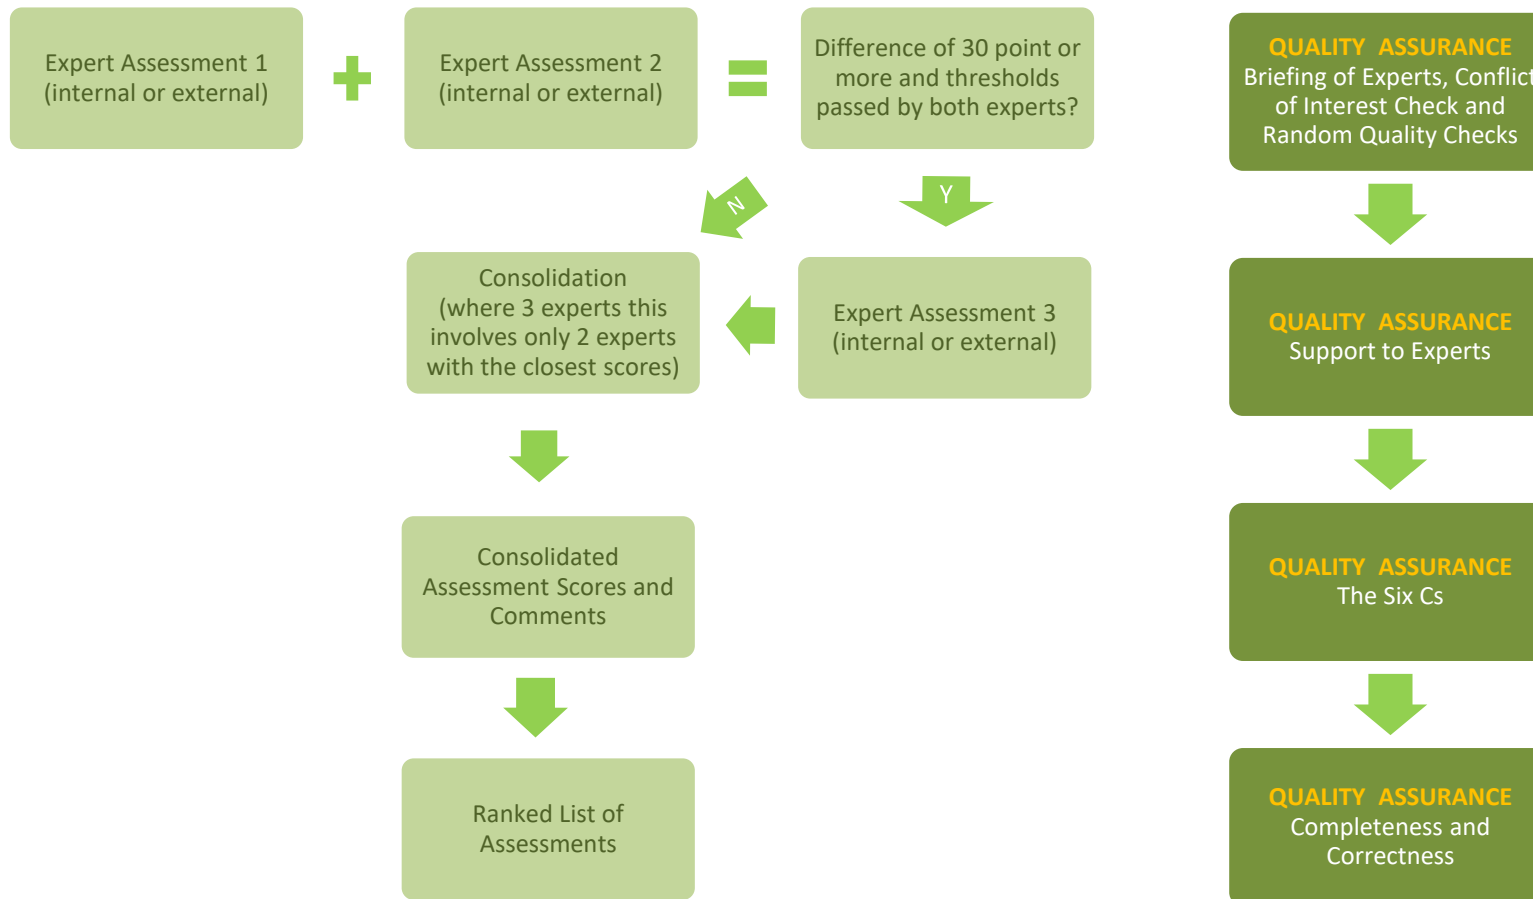 Expert Assessment 1
(internal or external)
Expert Assessment 2
(internal or external)
Difference of 30 point or
more and thresholds
passed by both experts?
QUALITY ASSURANCE
Briefing of Experts, Conflict
of Interest Check and
Random Quality Checks
N
Y
Consolidation
(where 3 experts this
involves only 2 experts
with the closest scores)
Expert Assessment 3
(internal or external)
QUALITY ASSURANCE
Support to Experts
Consolidated
Assessment Scores and
Comments
QUALITY ASSURANCE
The Six Cs
Ranked List of
Assessments
QUALITY ASSURANCE
Completeness and
Correctness